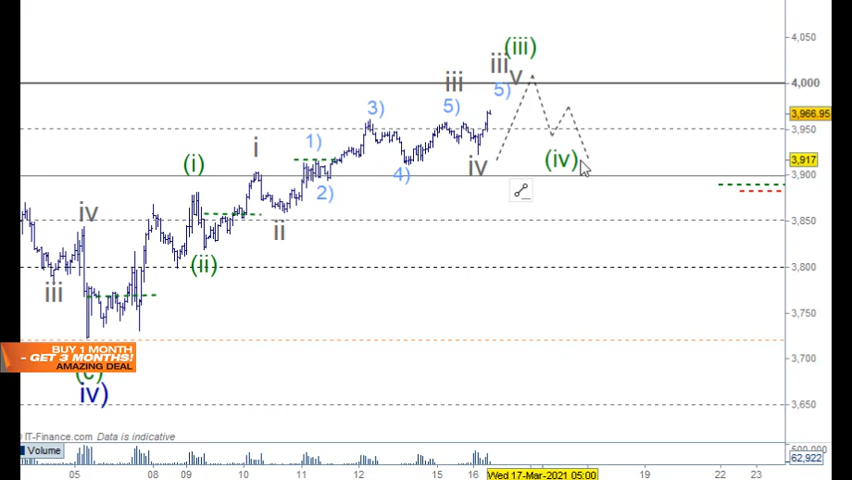 4,050
(iii)
iii
v
4,000
iii
5)
3)
5)
3,966.95
3,950
1)
i
iv
(iv)
3,917
(i)
4)
3,900
2)
iv
ii
3,850
(ii)
3,800
iii
3,750
BUY 1 MONTH
- GET 3 MONTHS!
AMAZING DEAL
3,700
iv)
3,650
© IT-Finance.com Data is indicative
Volume
500,000
62,922
05 08 09 10 11 12 15 16 Wed 17-Mar-2021 05:00 19 22 23